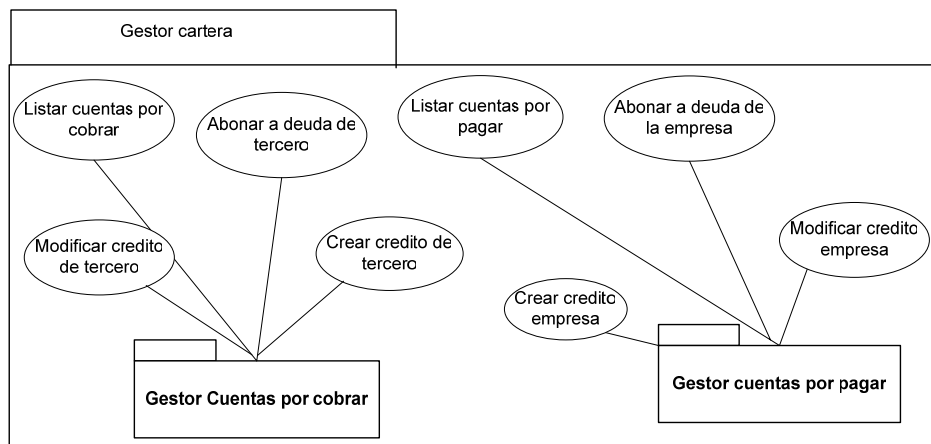 Gestor cartera
Listar cuentas por
cobrar
Abonar a deuda de
tercero
Listar cuentas por
pagar
Abonar a deuda de
la empresa
Modificar credito
de tercero
Crear credito de
tercero
Modificar credito
empresa
Crear credito
empresa
Gestor Cuentas por cobrar
Gestor cuentas por pagar